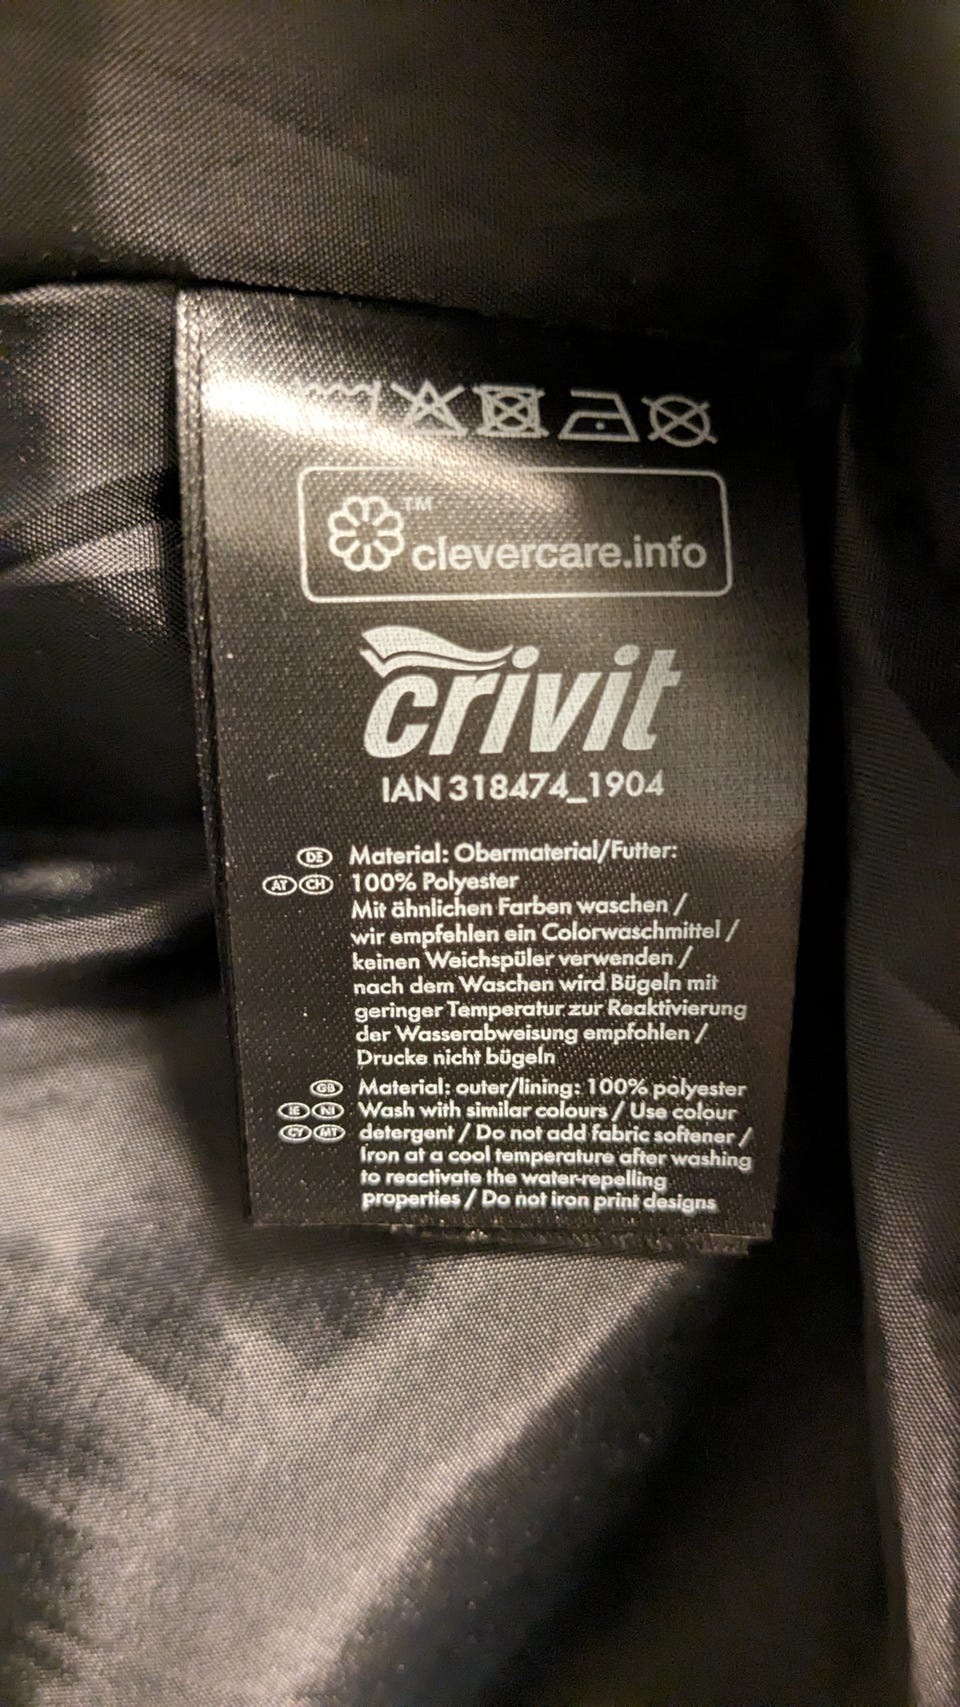 TM
clevercare.info
crivit
IAN 318474_1904
DE Material: Obermaterial/Futter:
AT CH 100% Polyester
Mit ähnlichen Farben waschen /
wir empfehlen ein Colorwaschmittel /
keinen Weichspüler verwenden /
nach dem Waschen wird Bügeln mit
geringer Temperatur zur Reaktivierung
der Wasserabweisung empfohlen /
Drucke nicht bügeln
GB Material: outer/lining: 100% polyester
IE NI Wash with similar colours / Use colour
CY MT detergent / Do not add fabric softener /
Iron at a cool temperature after washing
to reactivate the water-repelling
properties / Do not iron print designs